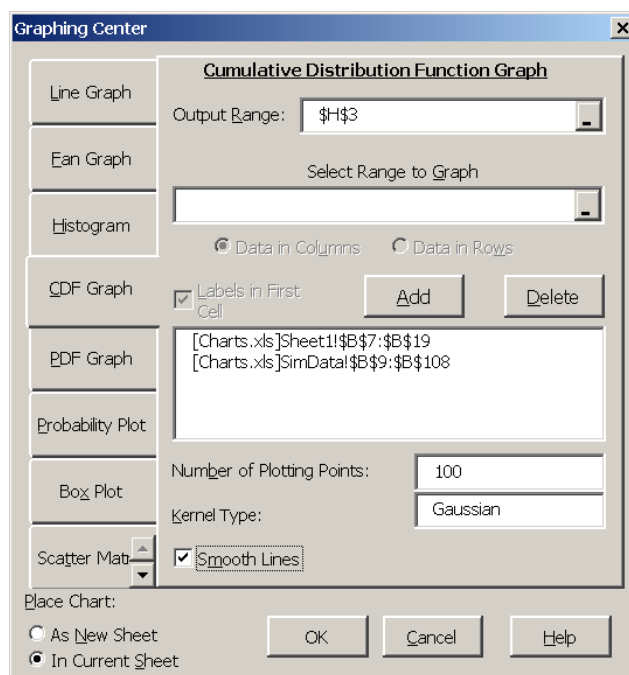 Graphing Center
Line Graph
Fan Graph
Histogram
CDF Graph
PDF Graph
Probability Plot
Box Plot
Scatter Matr
Cumulative Distribution Function Graph
Output Range: $H$3
Select Range to Graph
Data in Columns Data in Rows
Labels in First
Cell
Add Delete
[Charts.xls]Sheet1!$B$7:$B$19
[Charts.xls]SimData!$B$9:$B$108
Number of Plotting Points: 100
Kernel Type: Gaussian
Smooth Lines
Place Chart:
As New Sheet
In Current Sheet
OK Cancel Help